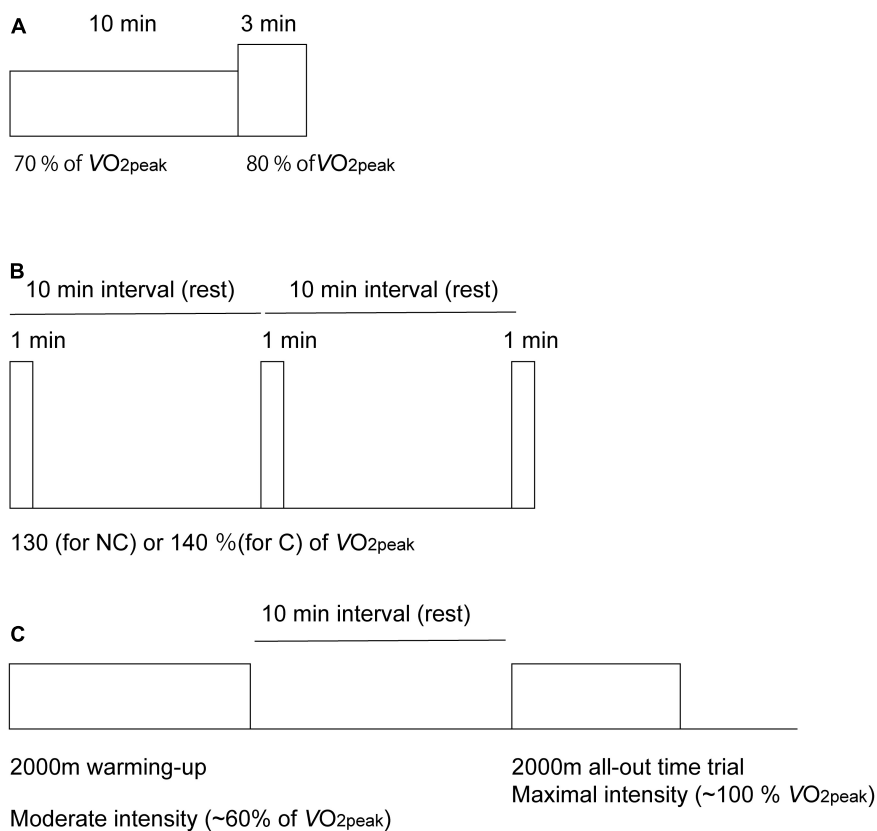 A
10 min 3 min
70 % of VO2peak 80 % ofVO2peak
B
10 min interval (rest) 10 min interval (rest)
1 min 1 min 1 min
130 (for NC) or 140 %(for C) of VO2peak
10 min interval (rest)
C
2000m warming-up 2000m all-out time trial
Maximal intensity (~100 % VO2peak)
Moderate intensity (~60% of VO2peak)